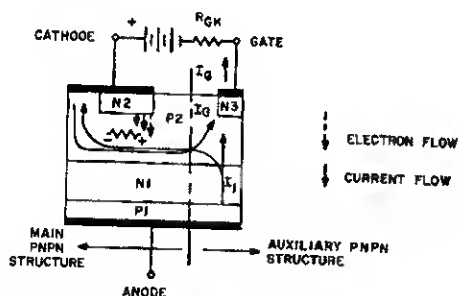 + RGK
CATHODE GATE
IG
N2 IG N3
P2
- +
ELECTRON FLOW
N1 I1 CURRENT FLOW
P1
MAIN PNPN STRUCTURE
AUXILIARY PNPN STRUCTURE
ANODE